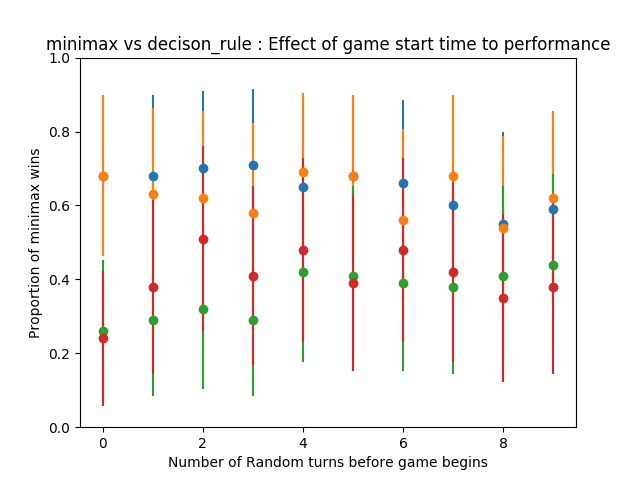 minimax vs decison_rule : Effect of game start time to performance
1.0
0.8
0.6
0.4
0.2
0.0
Proportion of minimax wins
0 2 4 6 8
Number of Random turns before game begins